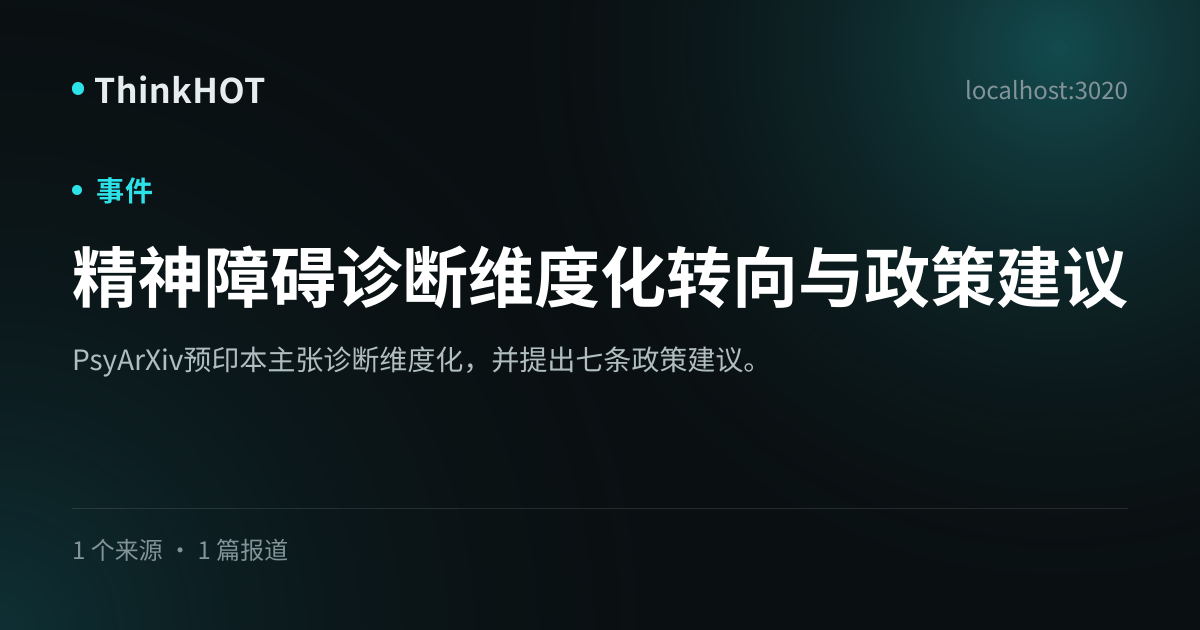 ThinkHOT
localhost:3020
事件
精神障碍诊断维度化转向与政策建议
PsyArXiv预印本主张诊断维度化，并提出七条政策建议。
1 个来源 · 1 篇报道